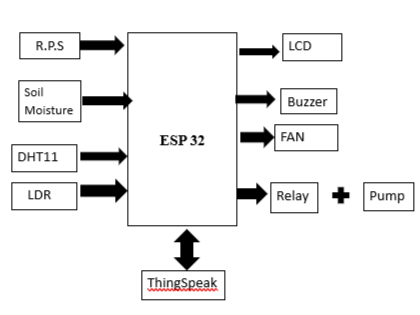 R.P.S
Soil
Moisture
DHT11
LDR
ESP 32
LCD
Buzzer
FAN
Relay
Pump
ThingSpeak